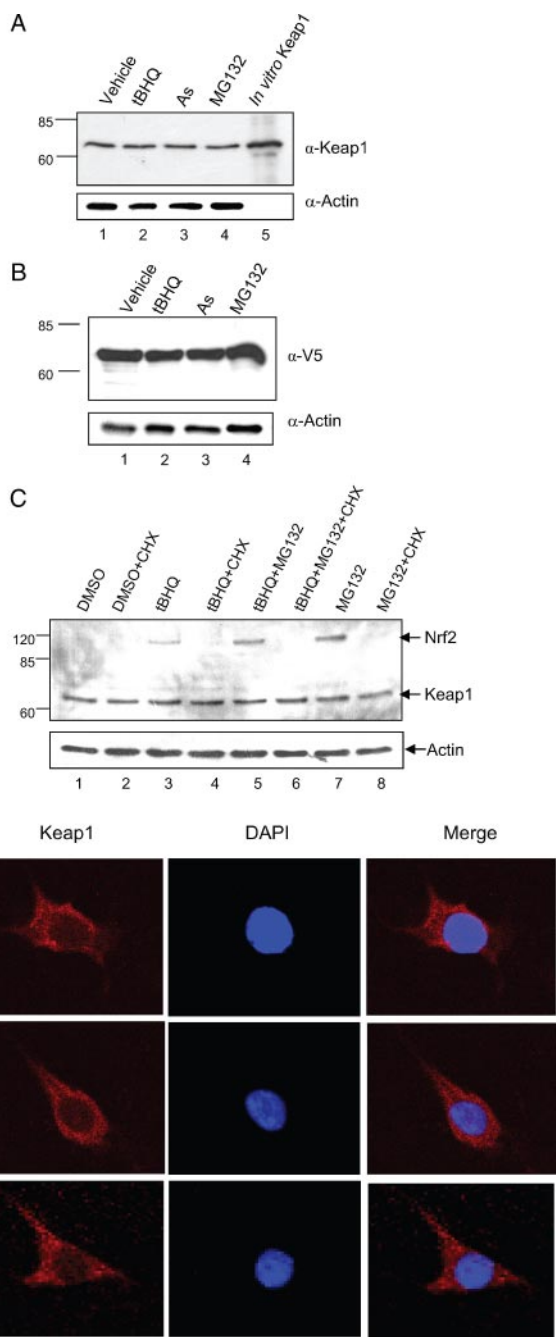 A
Vehicle
tBHQ
As
MG132
In vitro Keap1
85
60
α-Keap1
α-Actin
1 2 3 4 5
B
Vehicle
tBHQ
As
MG132
85
60
α-V5
α-Actin
1 2 3 4
C
DMSO
DMSO+CHX
tBHQ
tBHQ+CHX
tBHQ+MG132
tBHQ+MG132+CHX
MG132
MG132+CHX
120
85
60
Nrf2
Keap1
Actin
1 2 3 4 5 6 7 8
Keap1 DAPI Merge